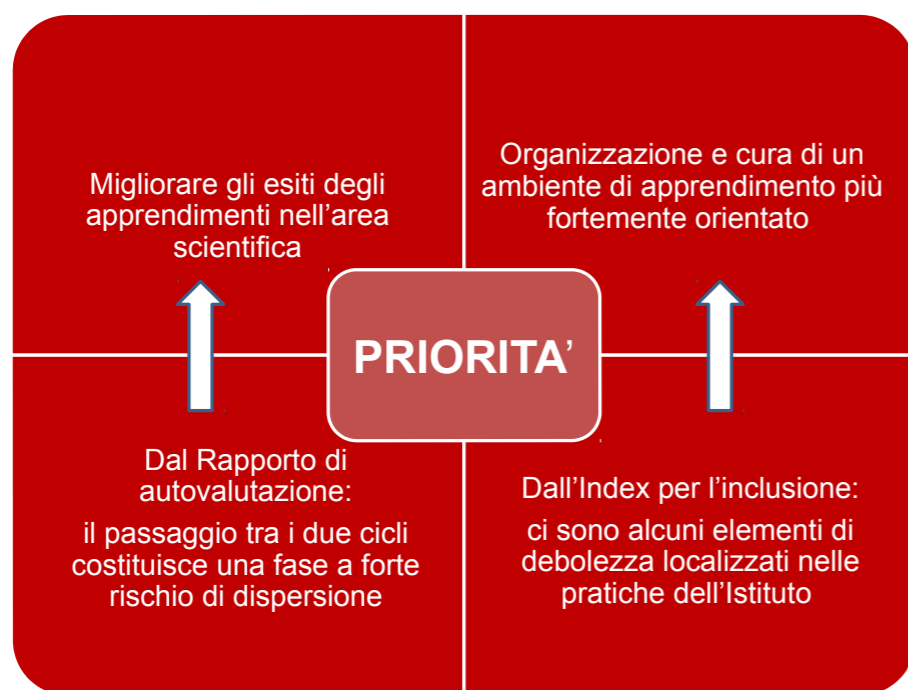 Migliorare gli esiti degli
apprendimenti nell’area
scientifica
Organizzazione e cura di un
ambiente di apprendimento più
fortemente orientato
PRIORITA’
Dal Rapporto di
autovalutazione:
il passaggio tra i due cicli
costituisce una fase a forte
rischio di dispersione
Dall’Index per l’inclusione:
ci sono alcuni elementi di
debolezza localizzati nelle
pratiche dell’Istituto